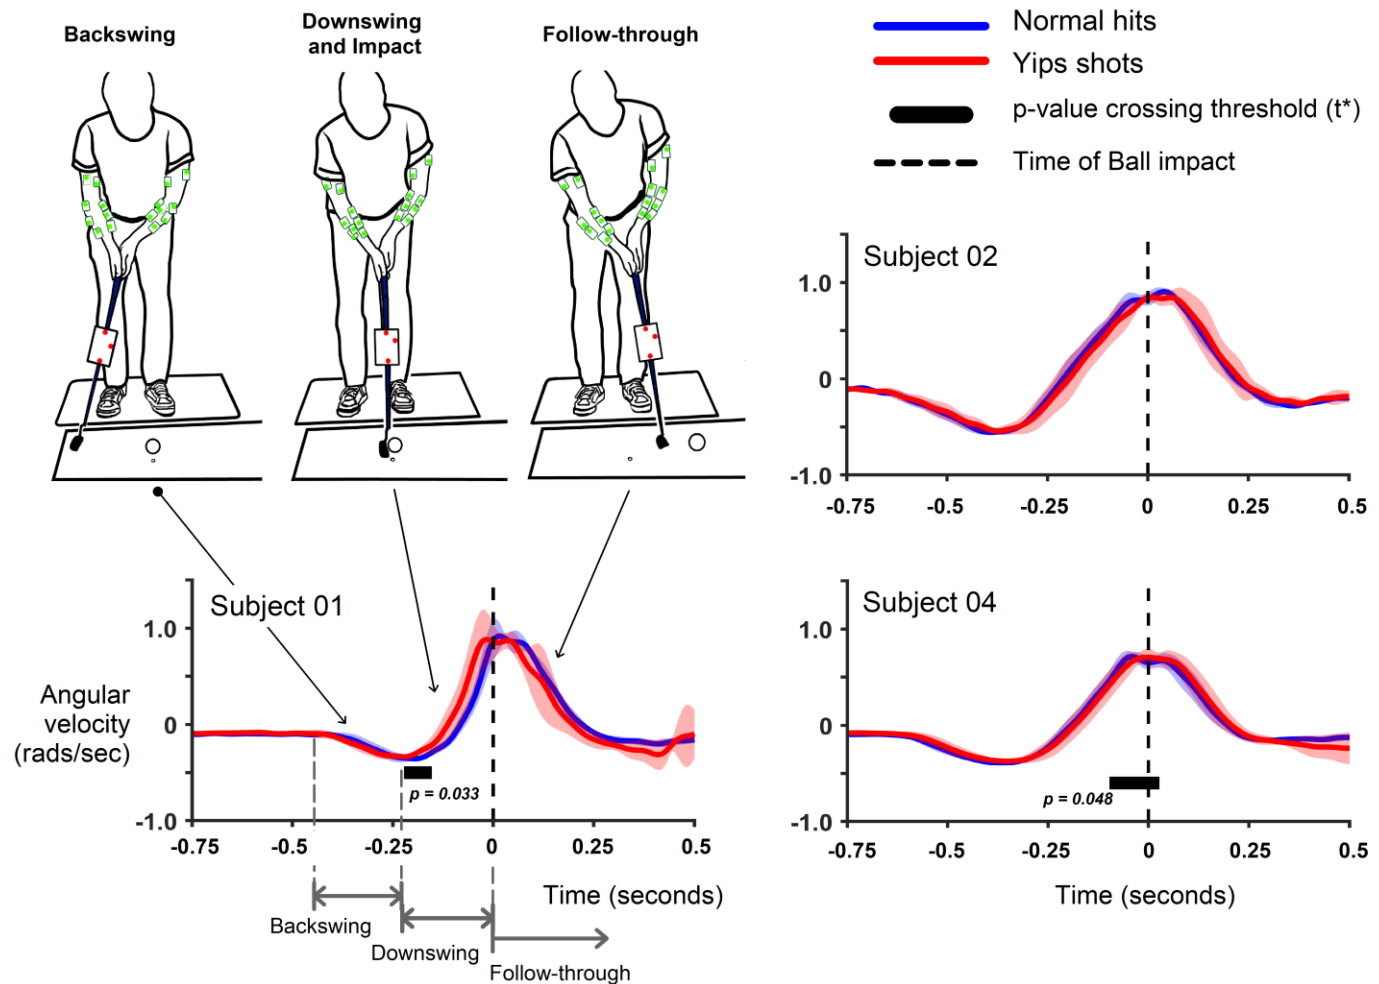 Backswing
Downswing
and Impact
Follow-through
Normal hits
Yips shots
p-value crossing threshold (t*)
Time of Ball impact
Subject 02
1.0
0
-1.0
-0.75
-0.5
-0.25
0
0.25
0.5
Subject 01
1.0
0
-1.0
Angular
velocity
(rads/sec)
p = 0.033
-0.75
-0.5
-0.25
0
0.25
0.5
Time (seconds)
Backswing
Downswing
Follow-through
Subject 04
1.0
0
-1.0
p = 0.048
-0.75
-0.5
-0.25
0
0.25
0.5
Time (seconds)